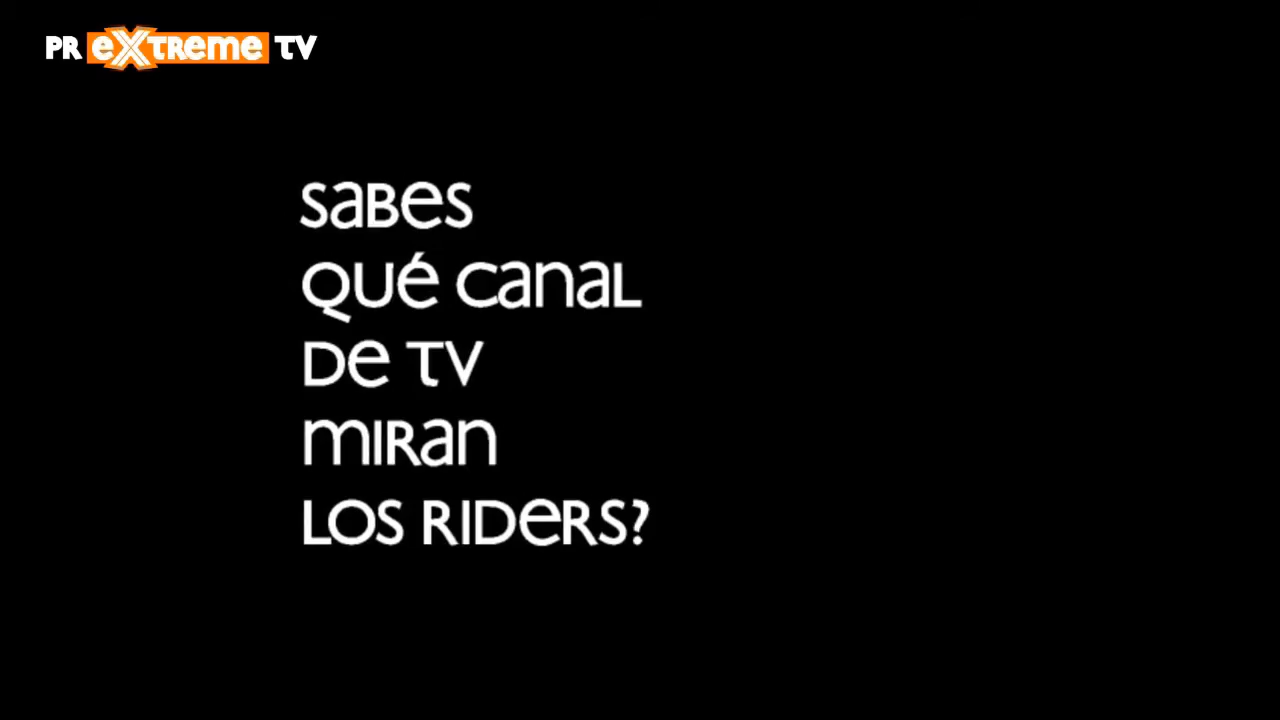 PR eXTReme TV
SaBeS
QUÉ CanaL
De TV
mIRan
LOS RIDeRS?